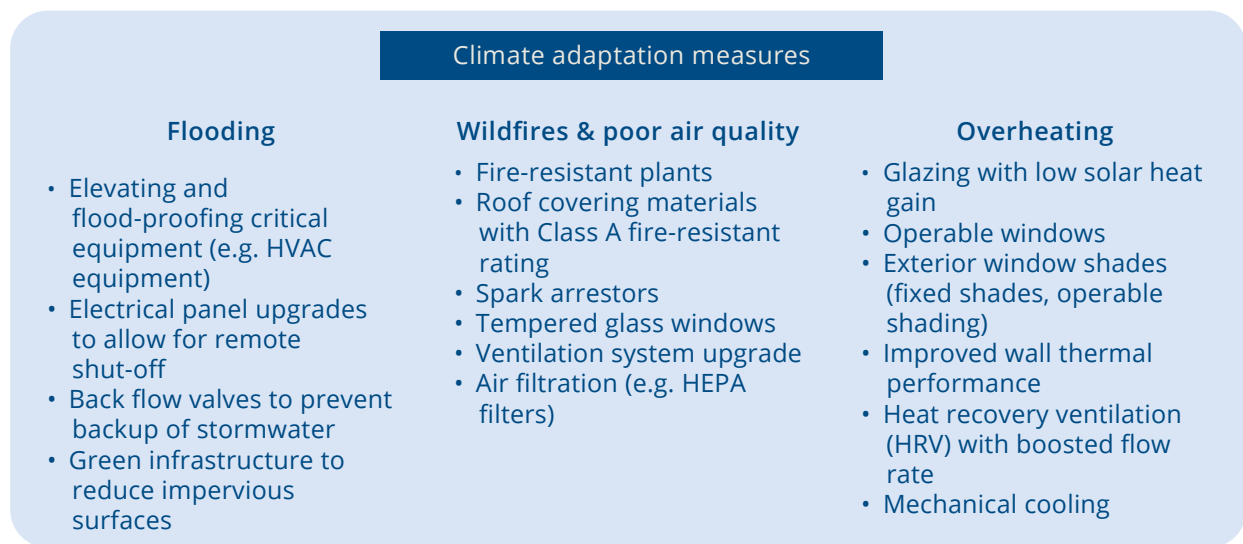 Climate adaptation measures
Flooding
• Elevating and
flood-proofing critical
equipment (e.g. HVAC
equipment)
• Electrical panel upgrades
to allow for remote
shut-off
• Back flow valves to prevent
backup of stormwater
• Green infrastructure to
reduce impervious
surfaces
Wildfires & poor air quality
• Fire-resistant plants
• Roof covering materials
with Class A fire-resistant
rating
• Spark arrestors
• Tempered glass windows
• Ventilation system upgrade
• Air filtration (e.g. HEPA
filters)
Overheating
• Glazing with low solar heat
gain
• Operable windows
• Exterior window shades
(fixed shades, operable
shading)
• Improved wall thermal
performance
• Heat recovery ventilation
(HRV) with boosted flow
rate
• Mechanical cooling